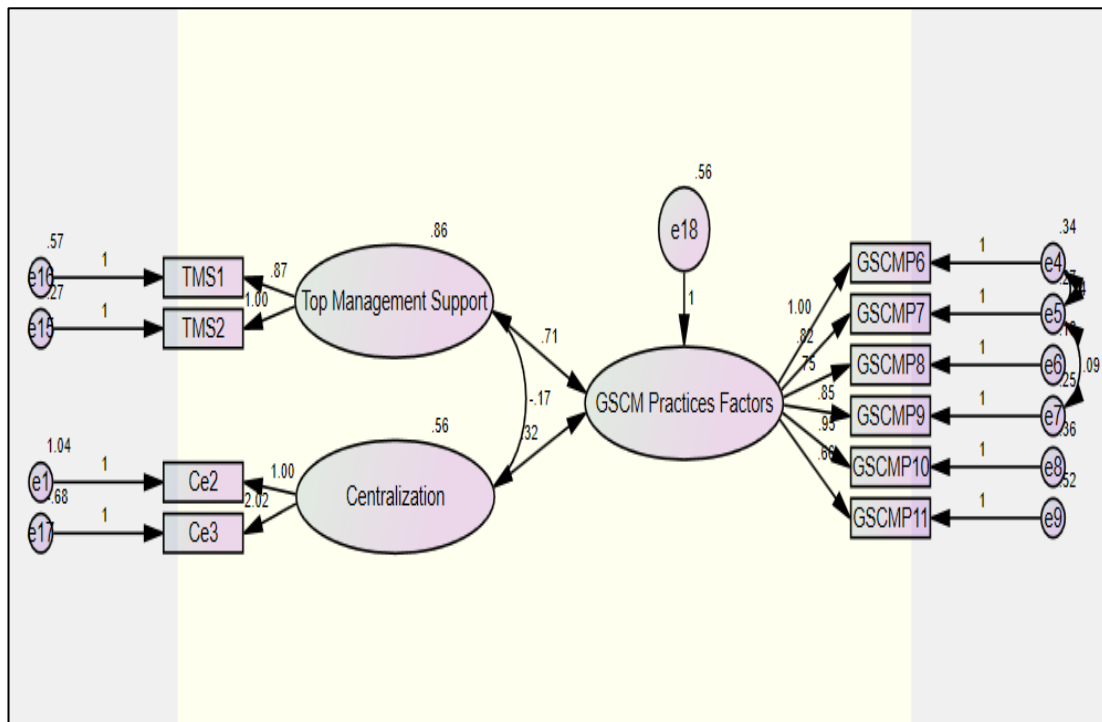 .56
.57
.86
.34
e18
e16
1
TMS1
.87
GSCMP6
1
e4
.27
Top Management Support
1.00
.27
e15
1
TMS2
1
1.00
GSCMP7
1
e5
.71
.82
.75
GSCMP8
1
e6
.09
GSCM Practices Factors
-.17
.85
GSCMP9
1
.25
e7
.56
.32
.95
.36
1.04
e1
1
Ce2
1.00
GSCMP10
1
e8
.68
Centralization
2.02
.66
.52
e17
1
Ce3
GSCMP11
1
e9